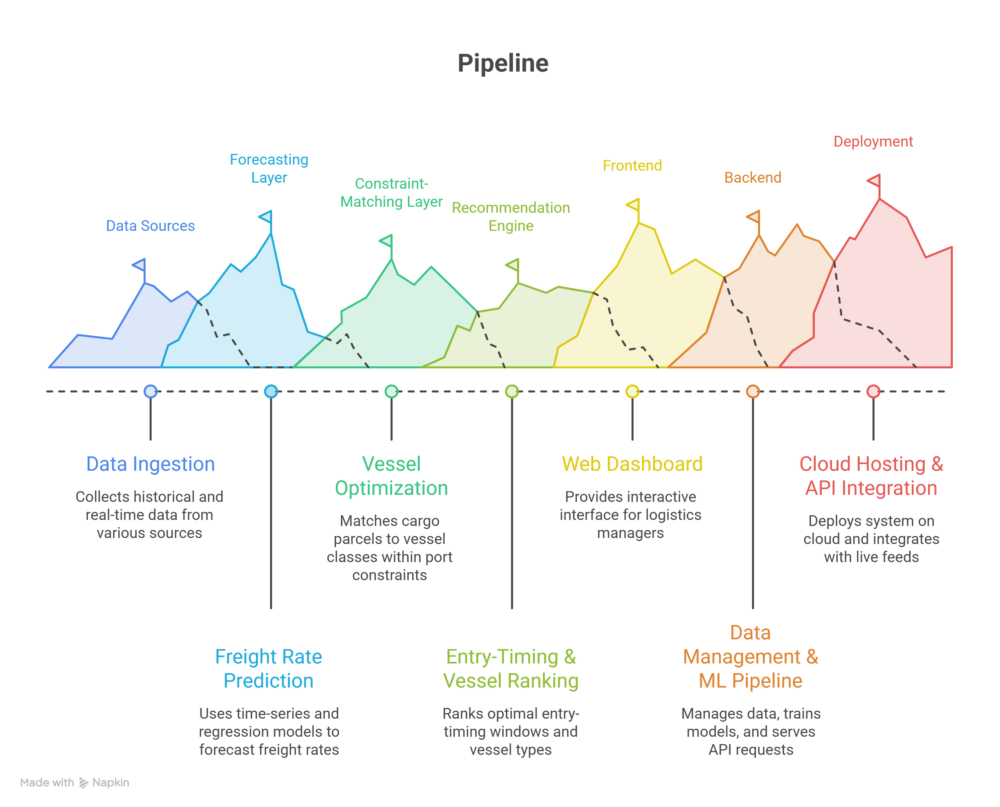 Pipeline
Data Sources
Forecasting
Layer
Constraint-
Matching Layer
Recommendation
Engine
Frontend
Backend
Deployment
Data Ingestion
Collects historical and
real-time data from
various sources
Freight Rate
Prediction
Uses time-series and
regression models to
forecast freight rates
Vessel
Optimization
Matches cargo
parcels to vessel
classes within port
constraints
Entry-Timing &
Vessel Ranking
Ranks optimal entry-
timing windows and
vessel types
Web Dashboard
Provides interactive
interface for logistics
managers
Data
Management &
ML Pipeline
Manages data, trains
models, and serves
API requests
Cloud Hosting &
API Integration
Deploys system on
cloud and integrates
with live feeds
Made with Napkin